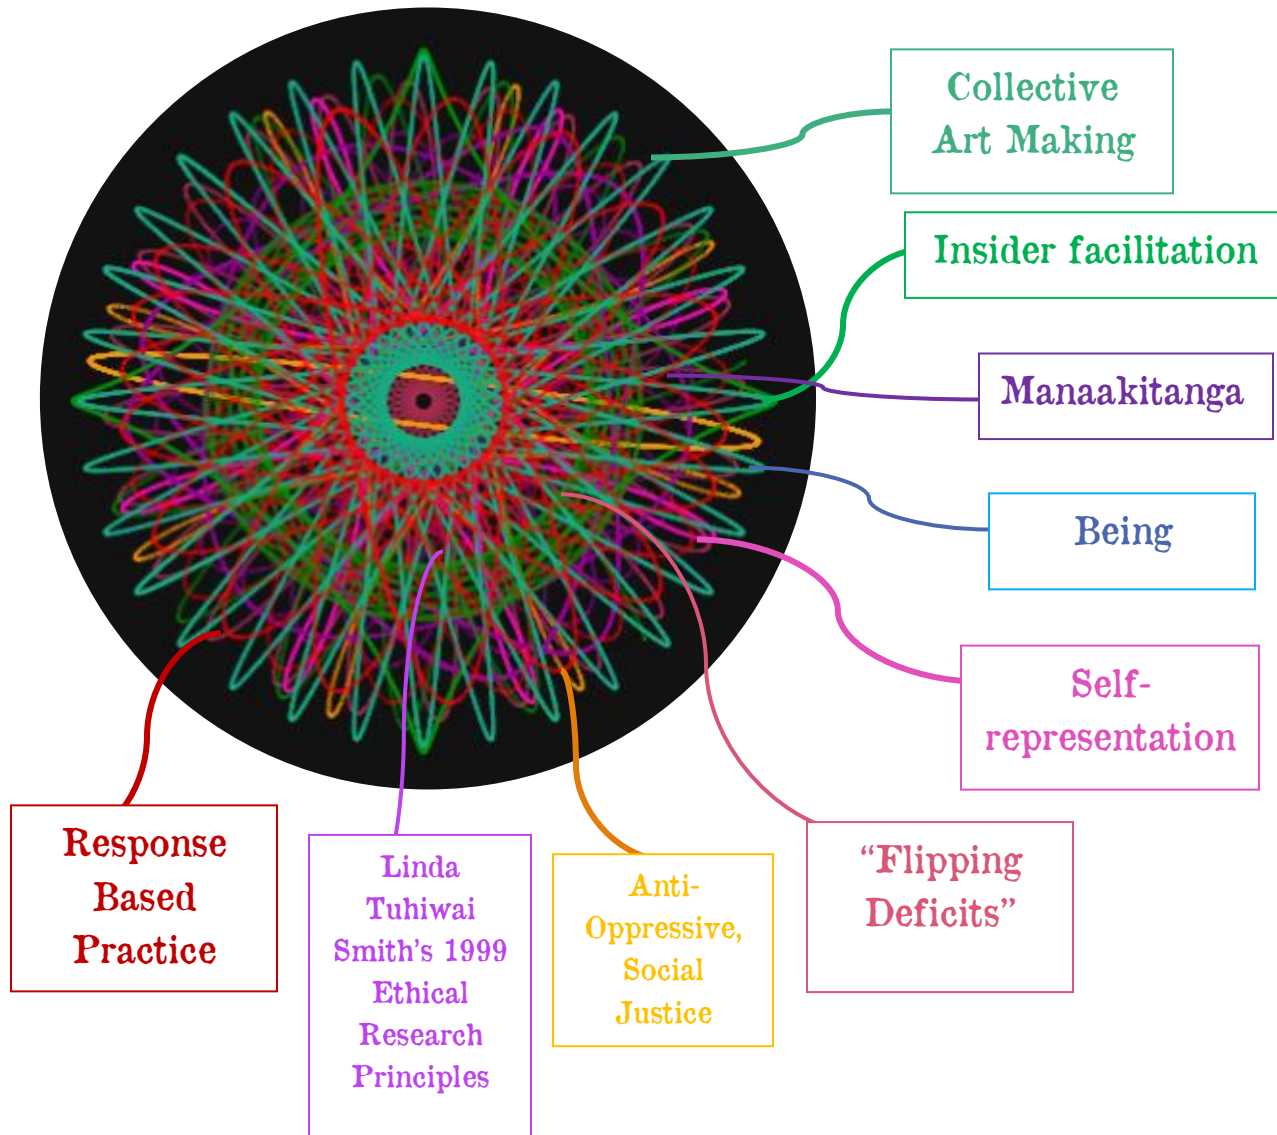 Collective
Art Making
Insider facilitation
Manaakitanga
Being
Self-
representation
“Flipping
Deficits”
Anti-
Oppressive,
Social
Justice
Linda
Tuhiwai
Smith’s 1999
Ethical
Research
Principles
Response
Based
Practice